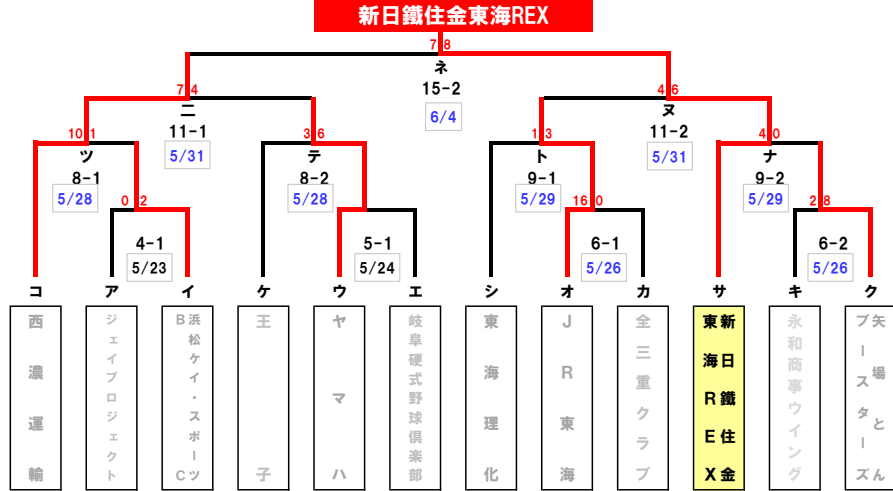 新日鐵住金東海REX
7 8
ネ
15-2
6/4
7 4
ニ
11-1
5/31
4 6
ヌ
11-2
5/31
10 1
ツ
8-1
5/28
3 6
テ
8-2
5/28
1 3
ト
9-1
5/29
4 0
ナ
9-2
5/29
0 2
4-1
5/23
5-1
5/24
16 0
6-1
5/26
2 8
6-2
5/26
コ ア イ ケ ウ エ シ オ カ サ キ ク
西濃運輸
ジェイプロジェクト
浜松ケイ・スポーツ
BC
王子
ヤマハ
岐阜硬式野球倶楽部
東海理化
JR東海
全三重クラブ
新日鐵住金
東海REX
永和商事ウイング
矢場とん
ブースターズ